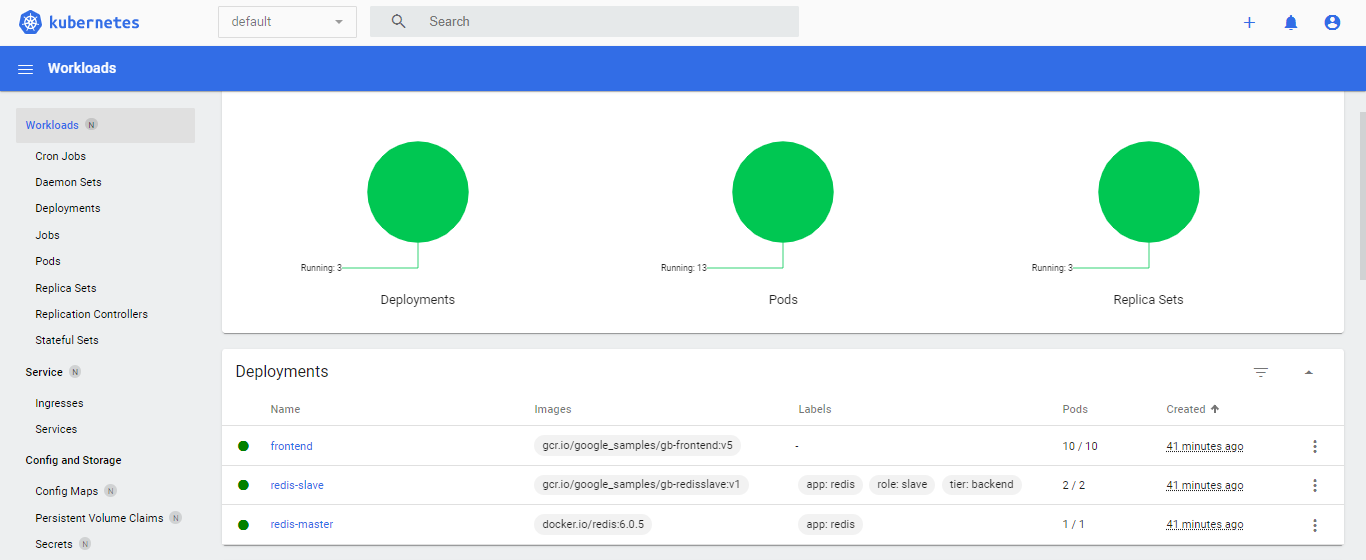 kubernetes
default
Search
Workloads
Workloads N
Cron Jobs
Daemon Sets
Deployments
Jobs
Pods
Replica Sets
Replication Controllers
Stateful Sets
Service N
Ingresses
Services
Config and Storage
Config Maps N
Persistent Volume Claims N
Secrets N
Running: 3
Deployments
Running: 13
Pods
Running: 3
Replica Sets
Deployments
Name Images Labels Pods Created
frontend gcr.io/google_samples/gb-frontend:v5 - 10 / 10 41 minutes ago
redis-slave gcr.io/google_samples/gb-redisslave:v1 app: redis role: slave tier: backend 2 / 2 41 minutes ago
redis-master docker.io/redis:6.0.5 app: redis 1 / 1 41 minutes ago